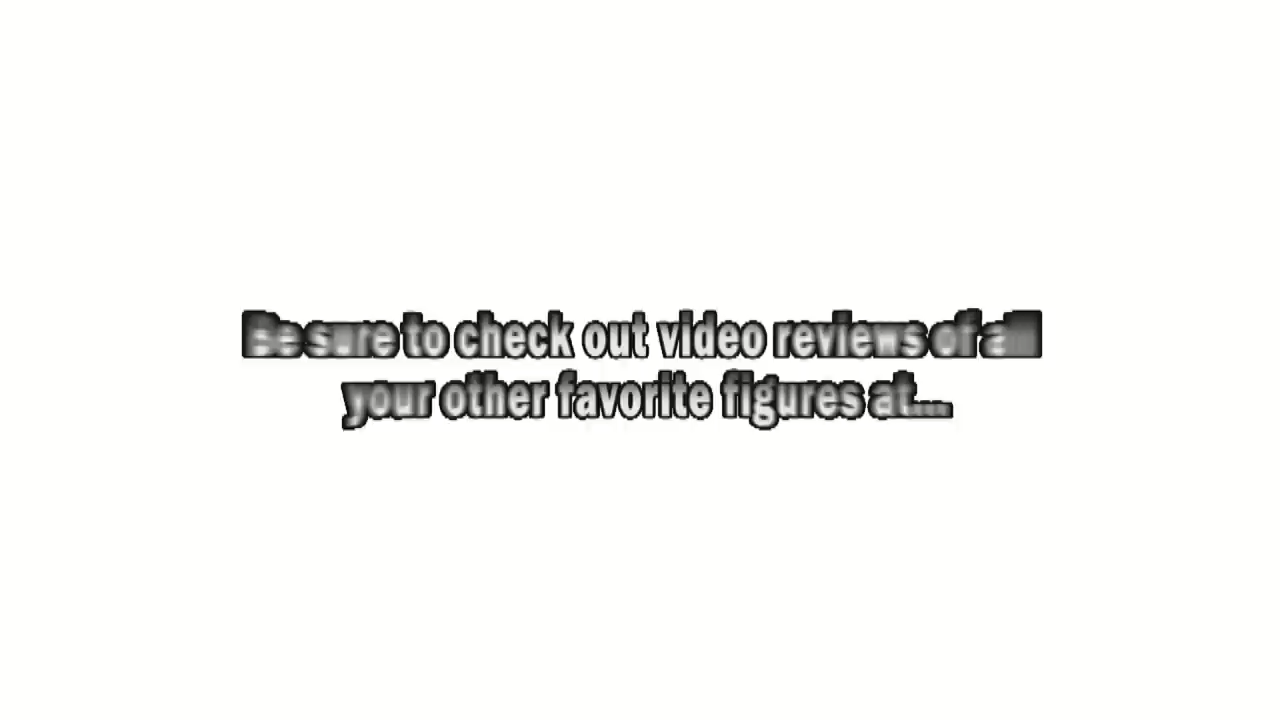 Be sure to check out video reviews of all
your other favorite figures at...